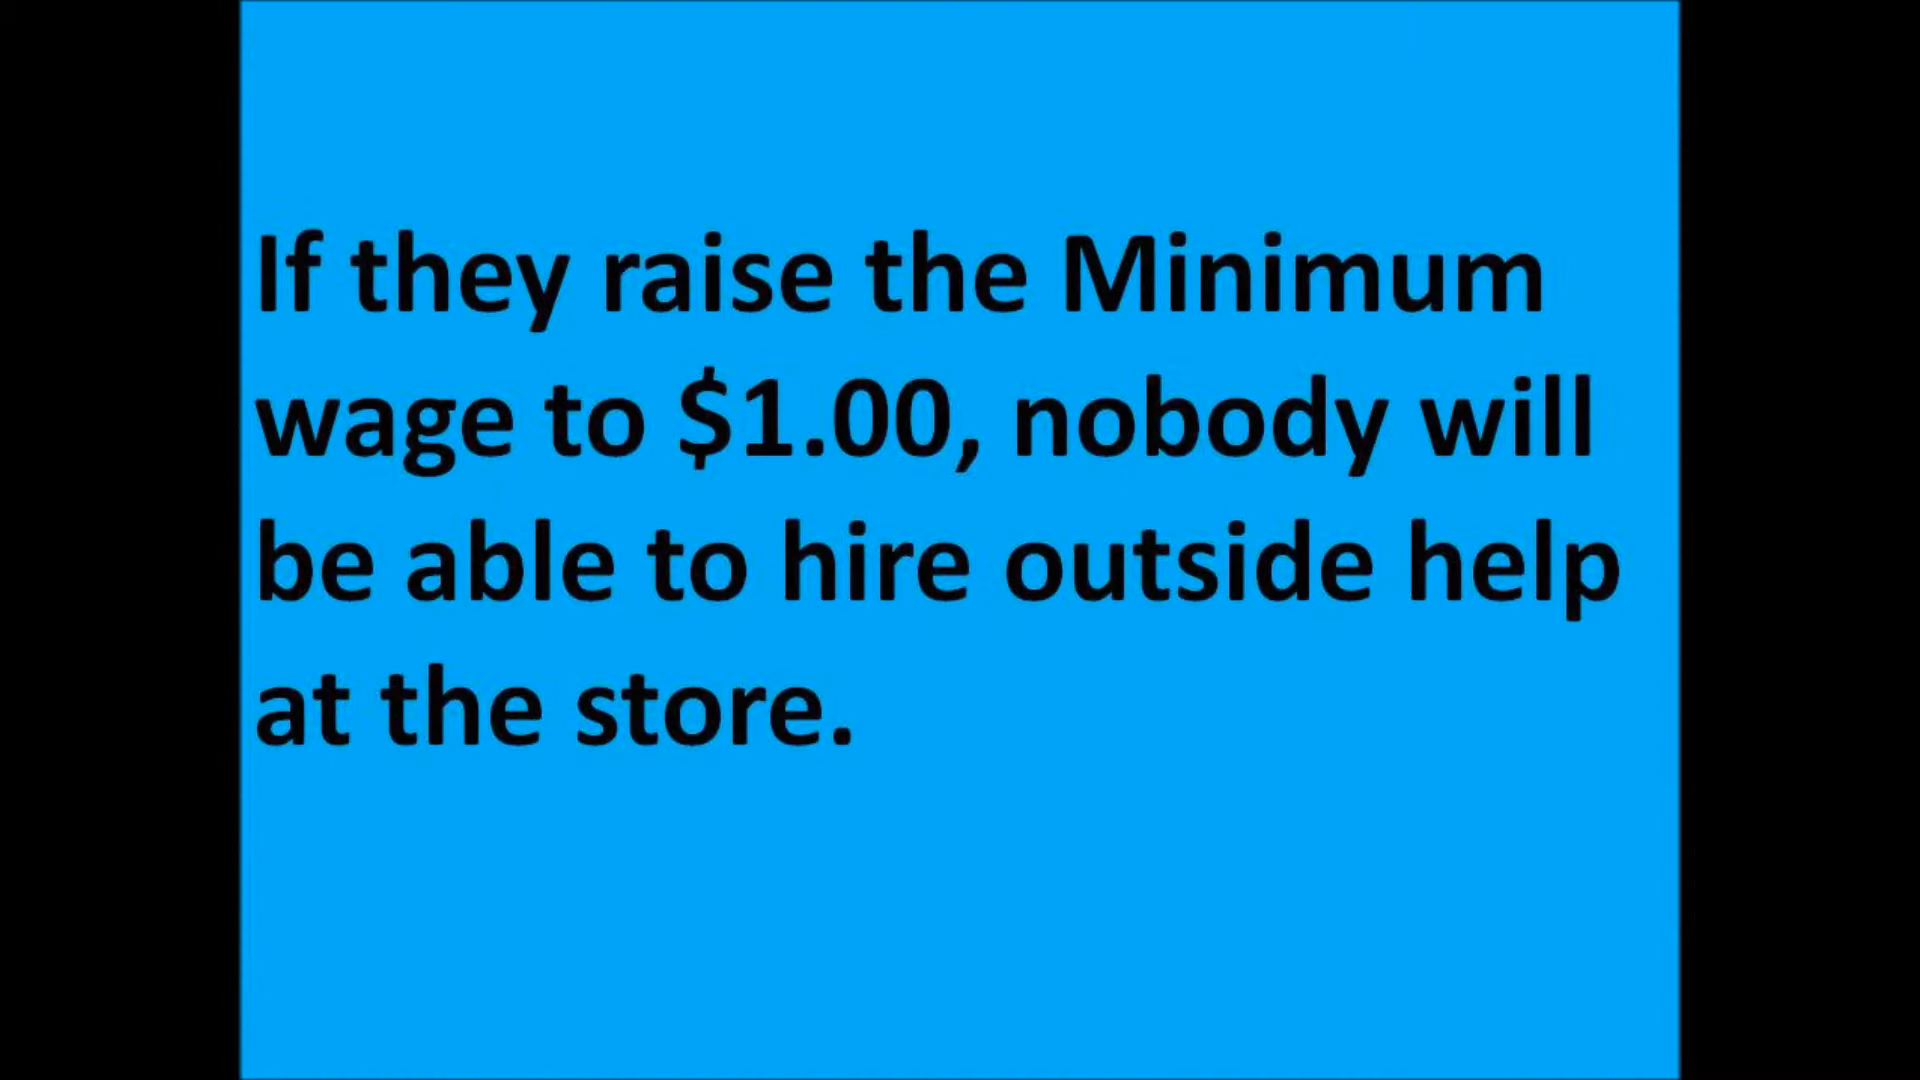 If they raise the Minimum
wage to $1.00, nobody will
be able to hire outside help
at the store.